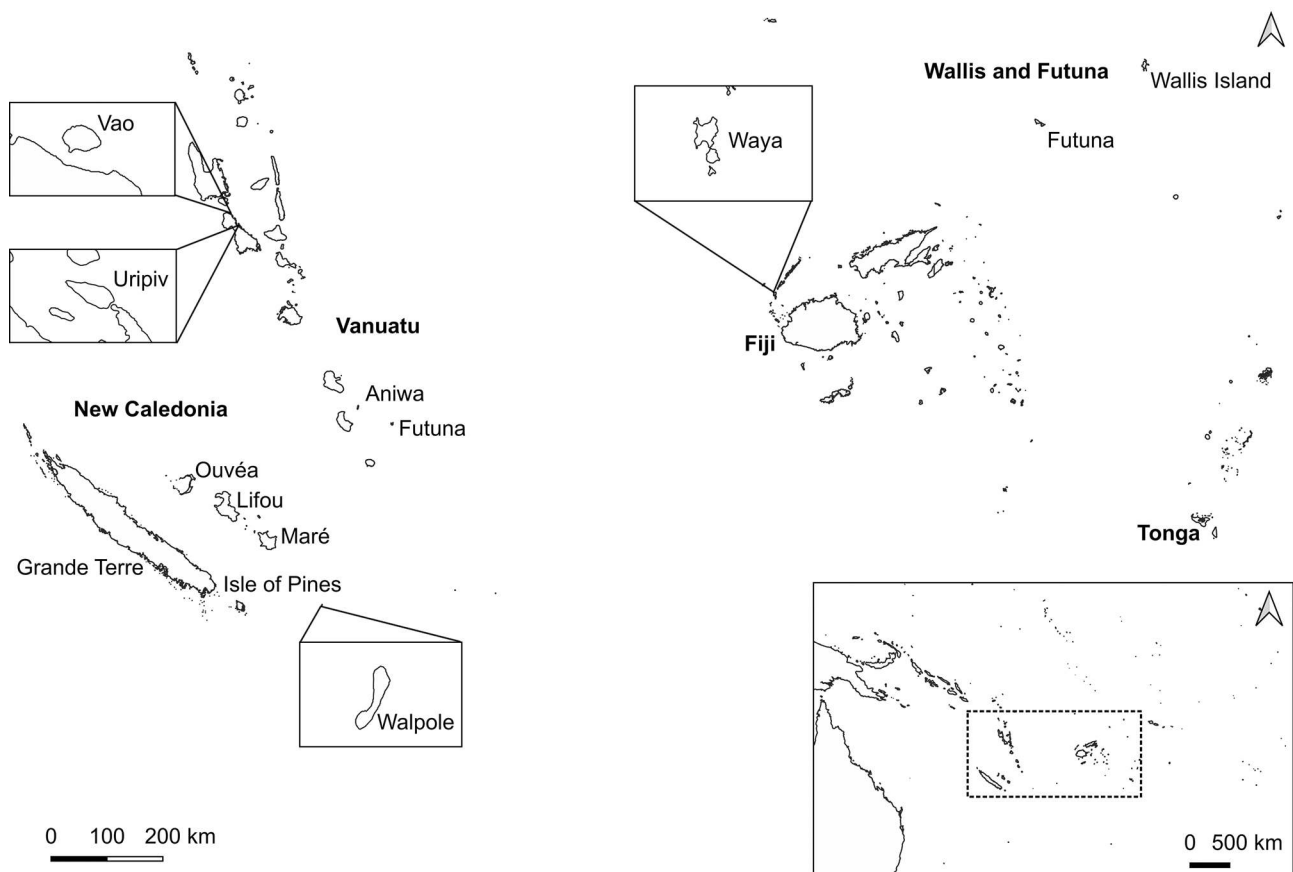 Wallis and Futuna
Wallis Island
Vao
Waya
Futuna
Uripiv
Vanuatu
Fiji
Aniwa
New Caledonia
Futuna
Ouvéa
Lifou
Maré
Tonga
Grande Terre
Isle of Pines
Walpole
0 100 200 km
0 500 km